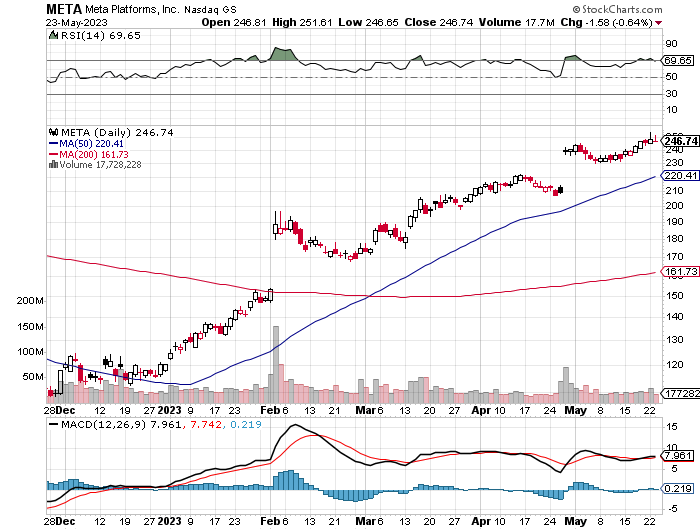 META Meta Platforms, Inc. Nasdaq GS © StockCharts.com
23-May-2023 Open 246.81 High 251.61 Low 246.65 Close 246.74 Volume 17.7M Chg -1.58 (-0.64%)
RSI(14) 69.65
90
69.65
50
30
10
META (Daily) 246.74
MA(50) 220.41
MA(200) 161.73
Volume 17,728,228
246.74
240
230
220.41
210
200
190
180
170
161.73
150
140
130
120
200M
150M
100M
50M
177282
28 Dec 12 19 27 2023 9 17 23 Feb 6 13 21 Mar 6 13 20 27 Apr 10 17 24 May 8 15 22
MACD(12,26,9) 7.961, 7.742, 0.219
15
10
7.961
5
0.219
-5
28 Dec 12 19 27 2023 9 17 23 Feb 6 13 21 Mar 6 13 20 27 Apr 10 17 24 May 8 15 22